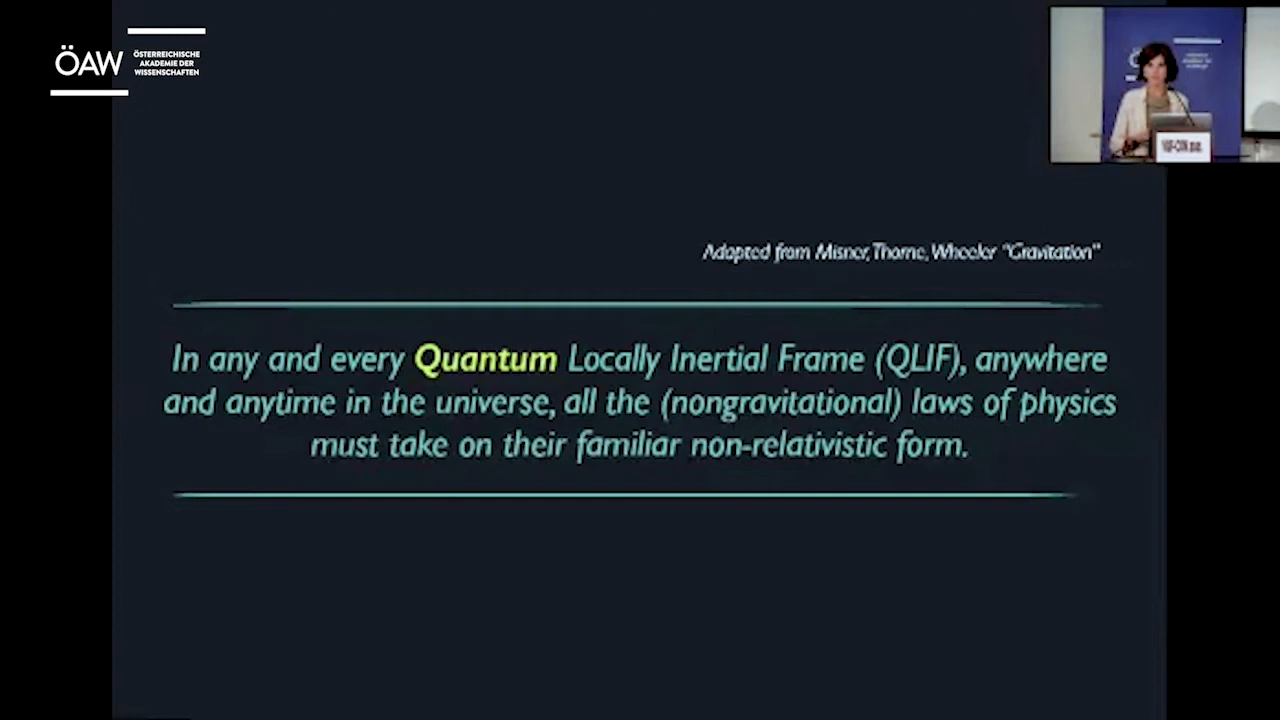 ÖAW
ÖSTERREICHISCHE
AKADEMIE DER
WISSENSCHAFTEN
Adapted from Misner, Thorne, Wheeler “Gravitation”
In any and every Quantum Locally Inertial Frame (QLIF), anywhere
and anytime in the universe, all the (nongravitational) laws of physics
must take on their familiar non-relativistic form.